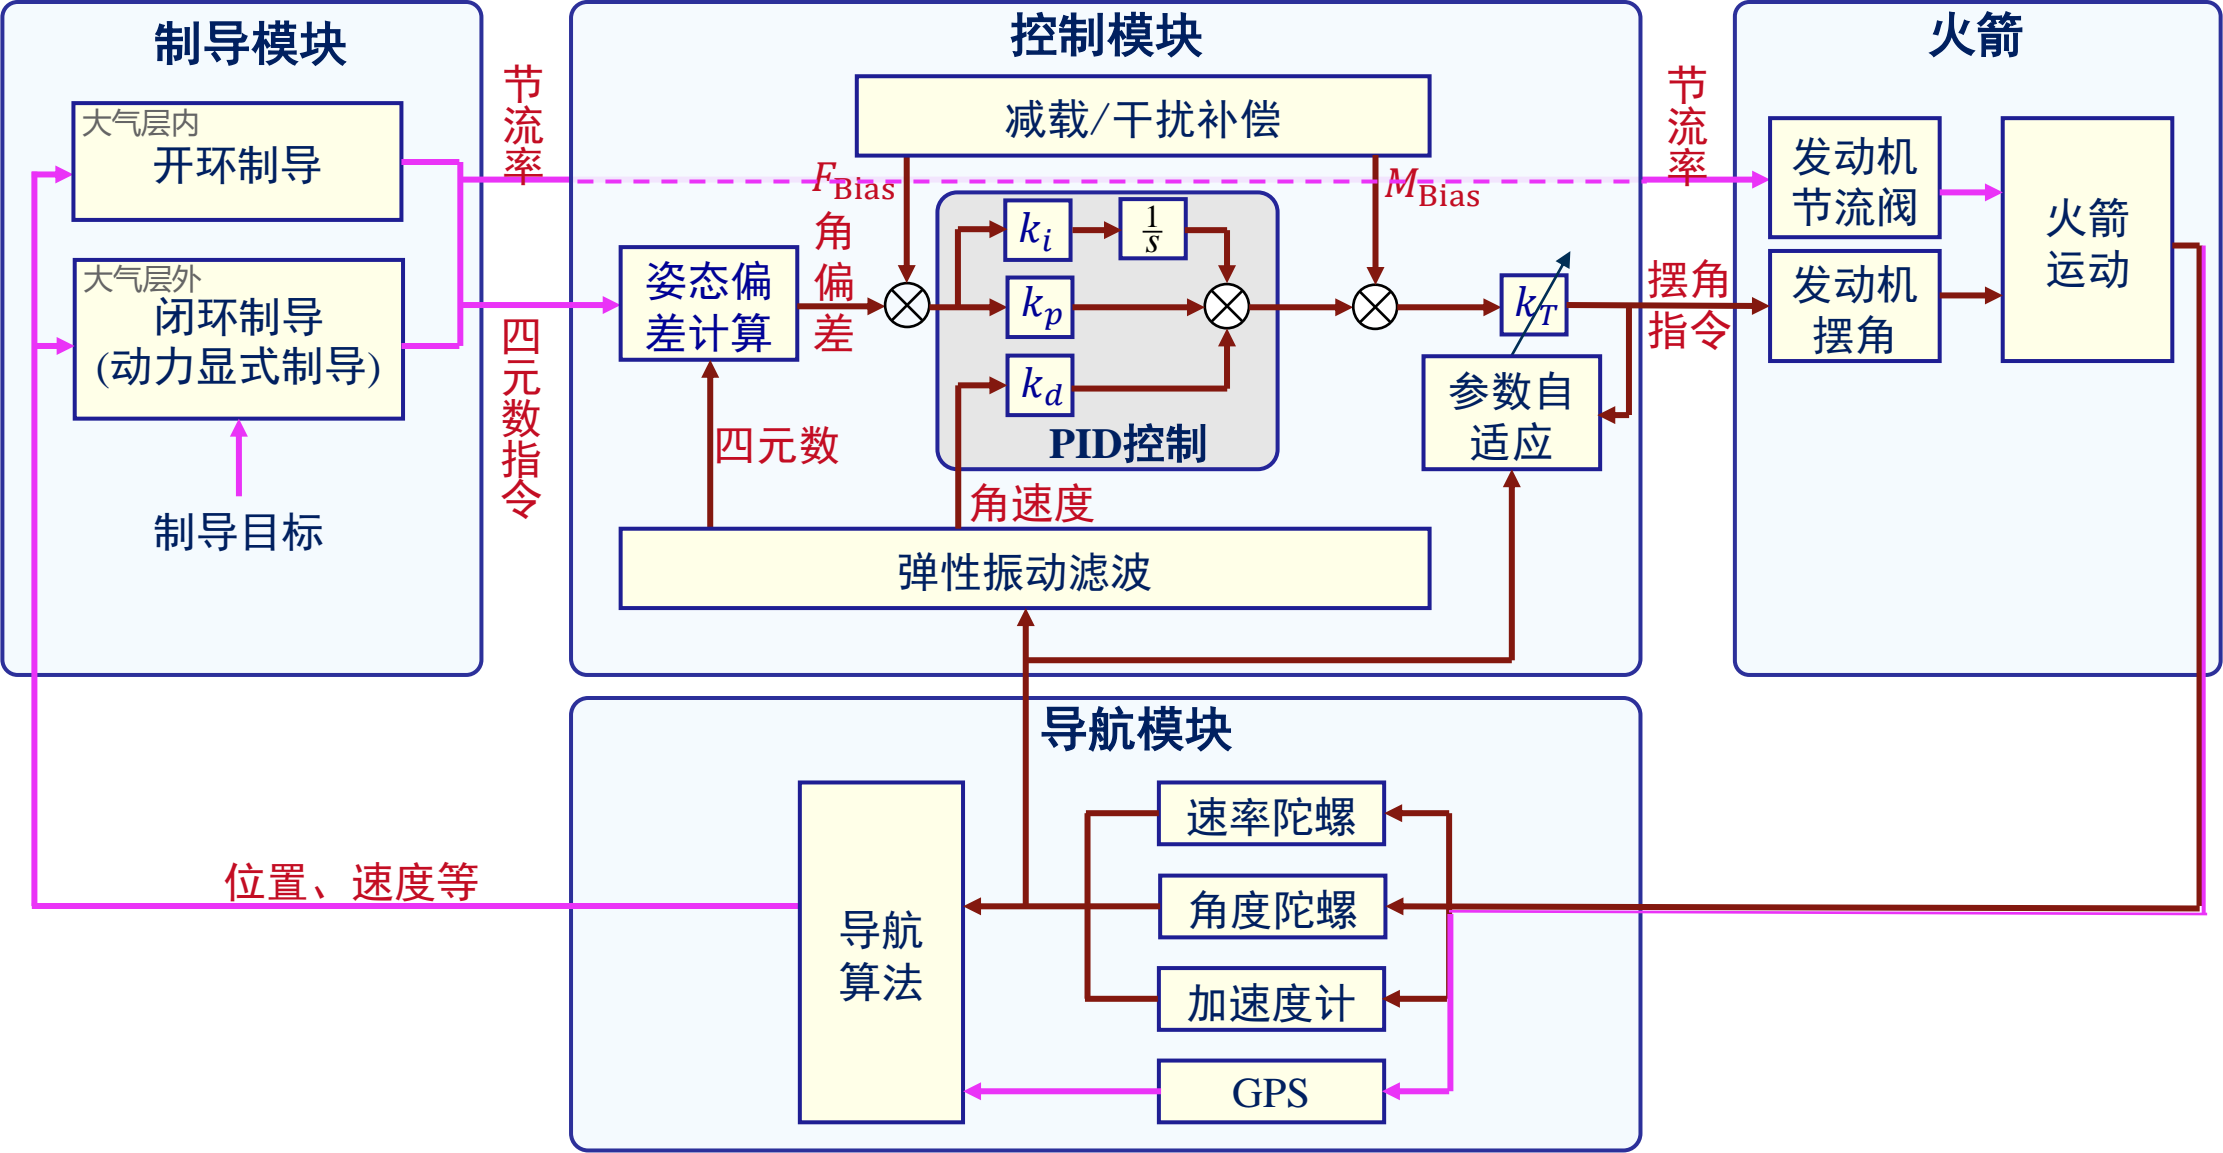 制导模块
大气层内
开环制导
大气层外
闭环制导
(动力显式制导)
制导目标
节流率
四元数指令
控制模块
减载/干扰补偿
F_Bias
M_Bias
角偏差
姿态偏
差计算
k_i
1/s
k_p
k_d
PID控制
k_T
参数自
适应
四元数
角速度
弹性振动滤波
节流率
摆角
指令
火箭
发动机
节流阀
发动机
摆角
火箭
运动
导航模块
速率陀螺
角度陀螺
加速度计
GPS
导航
算法
位置、速度等